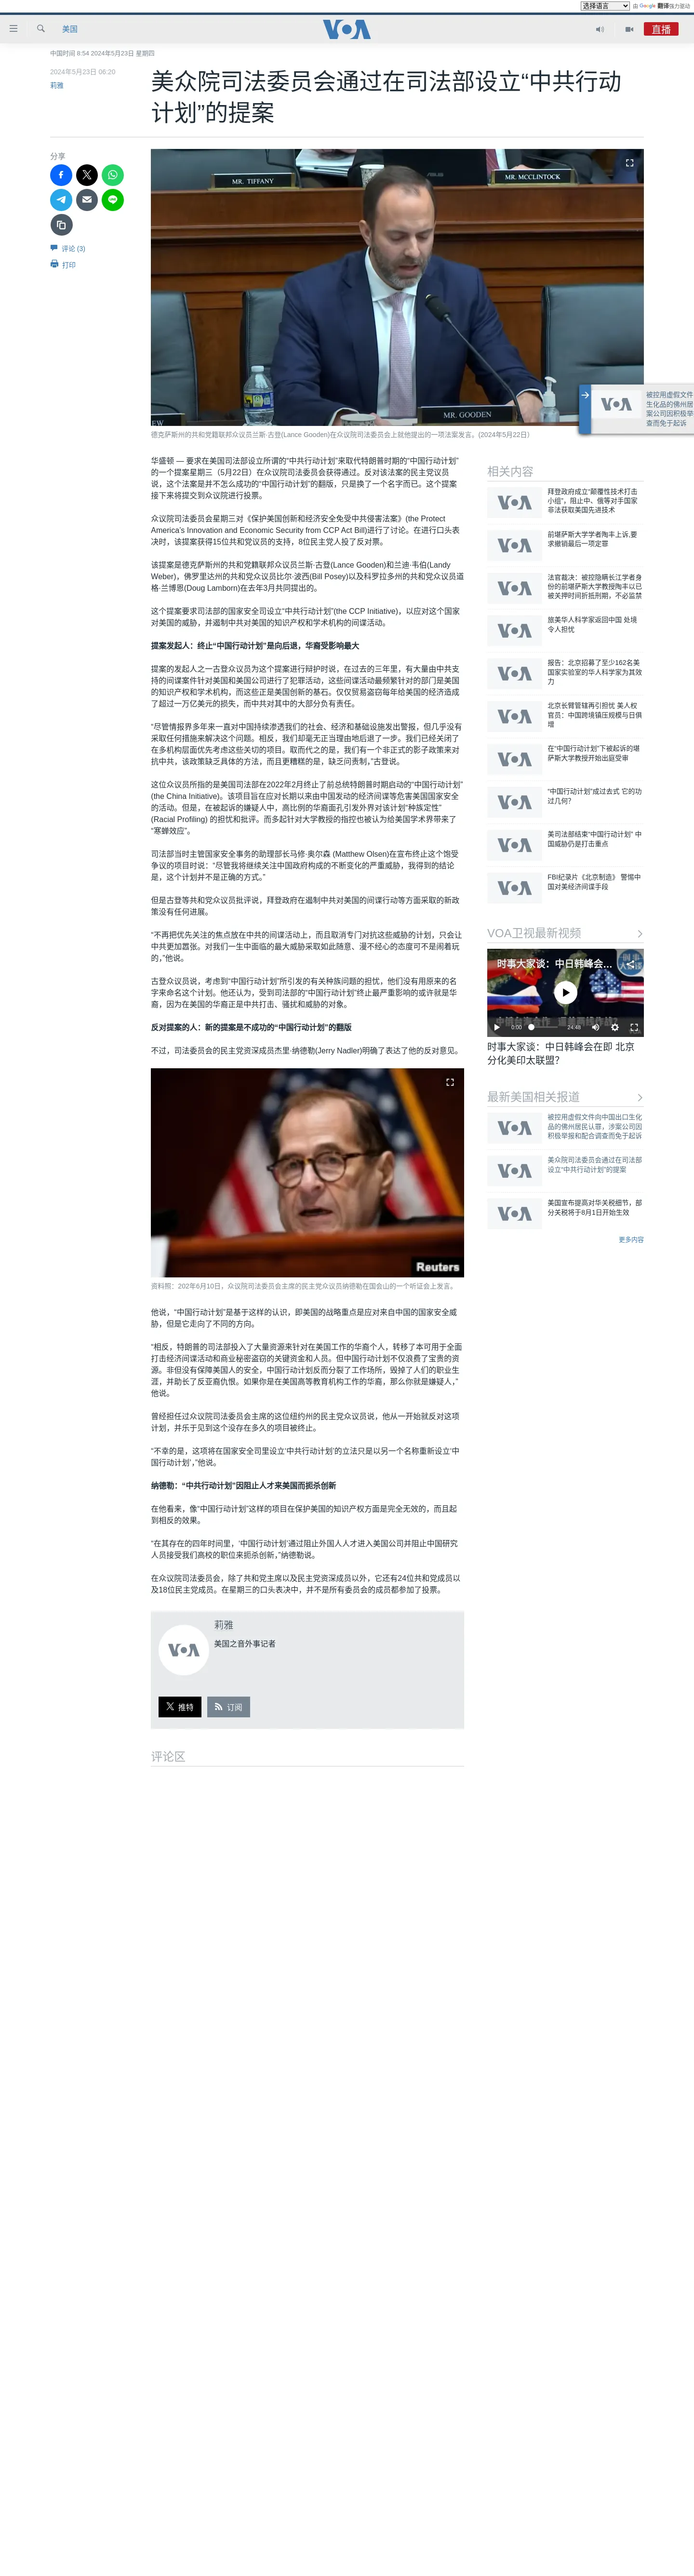 选择语言 由 Google 翻译强力驱动
美国
VOA
直播
中国时间 8:54 2024年5月23日 星期四
2024年5月23日 06:20
莉雅
美众院司法委员会通过在司法部设立“中共行动
计划”的提案
分享
评论 (3)
打印
MR. TIFFANY
MR. MCCLINTOCK
MR. GOODEN
德克萨斯州的共和党籍联邦众议员兰斯·古登(Lance Gooden)在众议院司法委员会上就他提出的一项法案发言。(2024年5月22日)
被控用虚假文件
生化品的佛州居
案公司因积极举
查而免于起诉
华盛顿 — 要求在美国司法部设立所谓的“中共行动计划”来取代特朗普时期的“中国行动计划”
的一个提案星期三（5月22日）在众议院司法委员会获得通过。反对该法案的民主党议员
说，这个法案是并不怎么成功的“中国行动计划”的翻版，只是换了一个名字而已。这个提案
接下来将提交到众议院进行投票。
众议院司法委员会星期三对《保护美国创新和经济安全免受中共侵害法案》(the Protect
America's Innovation and Economic Security from CCP Act Bill)进行了讨论。在进行口头表
决时，该提案获得15位共和党议员的支持，8位民主党人投了反对票。
该提案是德克萨斯州的共和党籍联邦众议员兰斯·古登(Lance Gooden)和兰迪·韦伯(Landy
Weber)，佛罗里达州的共和党众议员比尔·波西(Bill Posey)以及科罗拉多州的共和党众议员道
格·兰博恩(Doug Lamborn)在去年3月共同提出的。
这个提案要求司法部的国家安全司设立“中共行动计划”(the CCP Initiative)，以应对这个国家
对美国的威胁，并遏制中共对美国的知识产权和学术机构的间谍活动。
提案发起人：终止“中国行动计划”是向后退，华裔受影响最大
提案的发起人之一古登众议员为这个提案进行辩护时说，在过去的三年里，有大量由中共支
持的间谍案件针对美国和美国公司进行了犯罪活动，这些间谍活动最频繁针对的部门是美国
的知识产权和学术机构，而这些正是美国创新的基石。仅仅贸易盗窃每年给美国的经济造成
了超过一万亿美元的损失，而中共对其中的大部分负有责任。
“尽管情报界多年来一直对中国持续渗透我们的社会、经济和基础设施发出警报，但几乎没有
采取任何措施来解决这个问题。相反，我们却毫无正当理由地后退了一步。我们已经关闭了
在多机构层面优先考虑这些关切的项目。取而代之的是，我们有一个非正式的影子政策来对
抗中共，该政策缺乏具体的方法，而且更糟糕的是，缺乏问责制，”古登说。
这位众议员所指的是美国司法部在2022年2月终止了前总统特朗普时期启动的“中国行动计划”
(the China Initiative)。该项目旨在应对长期以来由中国发动的经济间谍等危害美国国家安全
的活动。但是，在被起诉的嫌疑人中，高比例的华裔面孔引发外界对该计划“种族定性”
(Racial Profiling) 的担忧和批评。而多起针对大学教授的指控也被认为给美国学术界带来了
“寒蝉效应”。
司法部当时主管国家安全事务的助理部长马修·奥尔森 (Matthew Olsen)在宣布终止这个饱受
争议的项目时说：“尽管我将继续关注中国政府构成的不断变化的严重威胁，我得到的结论
是，这个计划并不是正确的方式。”
但是古登等共和党众议员批评说，拜登政府在遏制中共对美国的间谍行动等方面采取的新政
策没有任何进展。
“不再把优先关注的焦点放在中共的间谍活动上，而且取消专门对抗这些威胁的计划，只会让
中共更加嚣张。对我们一生中面临的最大威胁采取如此随意、漫不经心的态度可不是闹着玩
的，”他说。
古登众议员说，考虑到“中国行动计划”所引发的有关种族问题的担忧，他们没有用原来的名
字来命名这个计划。他还认为，受到司法部的“中国行动计划”终止最严重影响的或许就是华
裔，因为在美国的华裔正是中共打击、骚扰和威胁的对象。
反对提案的人：新的提案是不成功的“中国行动计划”的翻版
不过，司法委员会的民主党资深成员杰里·纳德勒(Jerry Nadler)明确了表达了他的反对意见。
Reuters
资料照：202年6月10日，众议院司法委员会主席的民主党众议员纳德勒在国会山的一个听证会上发言。
他说，“中国行动计划”是基于这样的认识，即美国的战略重点是应对来自中国的国家安全威
胁，但是它走向了不同的方向。
“相反，特朗普的司法部投入了大量资源来针对在美国工作的华裔个人，转移了本可用于全面
打击经济间谍活动和商业秘密盗窃的关键资金和人员。但中国行动计划不仅浪费了宝贵的资
源。非但没有保障美国人的安全，中国行动计划反而分裂了工作场所，毁掉了人们的职业生
涯，并助长了反亚裔仇恨。如果你是在美国高等教育机构工作的华裔，那么你就是嫌疑人，”
他说。
曾经担任过众议院司法委员会主席的这位纽约州的民主党众议员说，他从一开始就反对这项
计划，并乐于见到这个没存在多久的项目被终止。
“不幸的是，这项将在国家安全司里设立‘中共行动计划’的立法只是以另一个名称重新设立‘中
国行动计划’，”他说。
纳德勒：“中共行动计划”因阻止人才来美国而扼杀创新
在他看来，像“中国行动计划”这样的项目在保护美国的知识产权方面是完全无效的，而且起
到相反的效果。
“在其存在的四年时间里，‘中国行动计划’通过阻止外国人人才进入美国公司并阻止中国研究
人员接受我们高校的职位来扼杀创新，”纳德勒说。
在众议院司法委员会，除了共和党主席以及民主党资深成员以外，它还有24位共和党成员以
及18位民主党成员。在星期三的口头表决中，并不是所有委员会的成员都参加了投票。
VOA
莉雅
美国之音外事记者
推特
订阅
评论区
相关内容
拜登政府成立“颠覆性技术打击
小组”，阻止中、俄等对手国家
非法获取美国先进技术
前堪萨斯大学学者陶丰上诉,要
求撤销最后一项定罪
法官裁决：被控隐瞒长江学者身
份的前堪萨斯大学教授陶丰以已
被关押时间折抵刑期，不必监禁
旅美华人科学家返回中国 处境
令人担忧
报告：北京招募了至少162名美
国家实验室的华人科学家为其效
力
北京长臂管辖再引担忧 美人权
官员：中国跨境镇压规模与日俱
增
在“中国行动计划”下被起诉的堪
萨斯大学教授开始出庭受审
“中国行动计划”成过去式 它的功
过几何？
美司法部结束“中国行动计划” 中
国威胁仍是打击重点
FBI纪录片《北京制造》 警惕中
国对美经济间谍手段
VOA卫视最新视频
时事大家谈：中日韩峰会...
0:00
24:46
时事大家谈：中日韩峰会在即 北京
分化美印太联盟？
最新美国相关报道
被控用虚假文件向中国出口生化
品的佛州居民认罪，涉案公司因
积极举报和配合调查而免于起诉
美众院司法委员会通过在司法部
设立“中共行动计划”的提案
美国宣布提高对华关税细节，部
分关税将于8月1日开始生效
更多内容